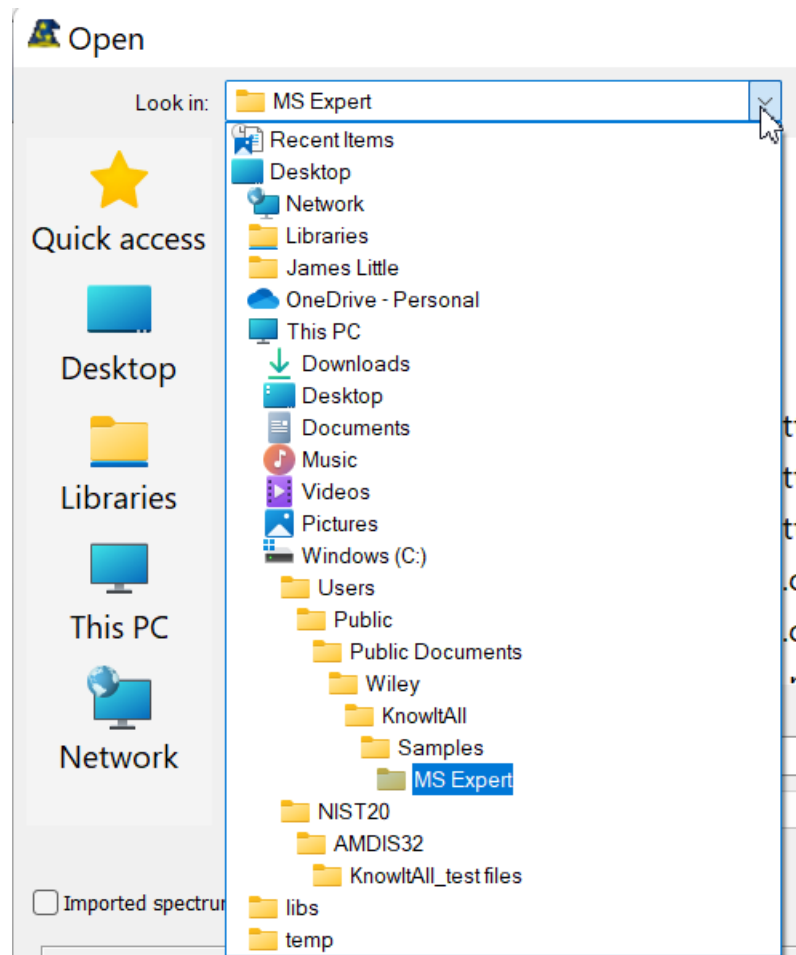 Open
Look in:
MS Expert
Recent Items
Desktop
Network
Libraries
James Little
OneDrive - Personal
This PC
Downloads
Desktop
Documents
Music
Videos
Pictures
Windows (C:)
Users
Public
Public Documents
Wiley
KnowItAll
Samples
MS Expert
NIST20
AMDIS32
KnowItAll_test files
libs
temp
Quick access
Desktop
Libraries
This PC
Network
Imported spectru